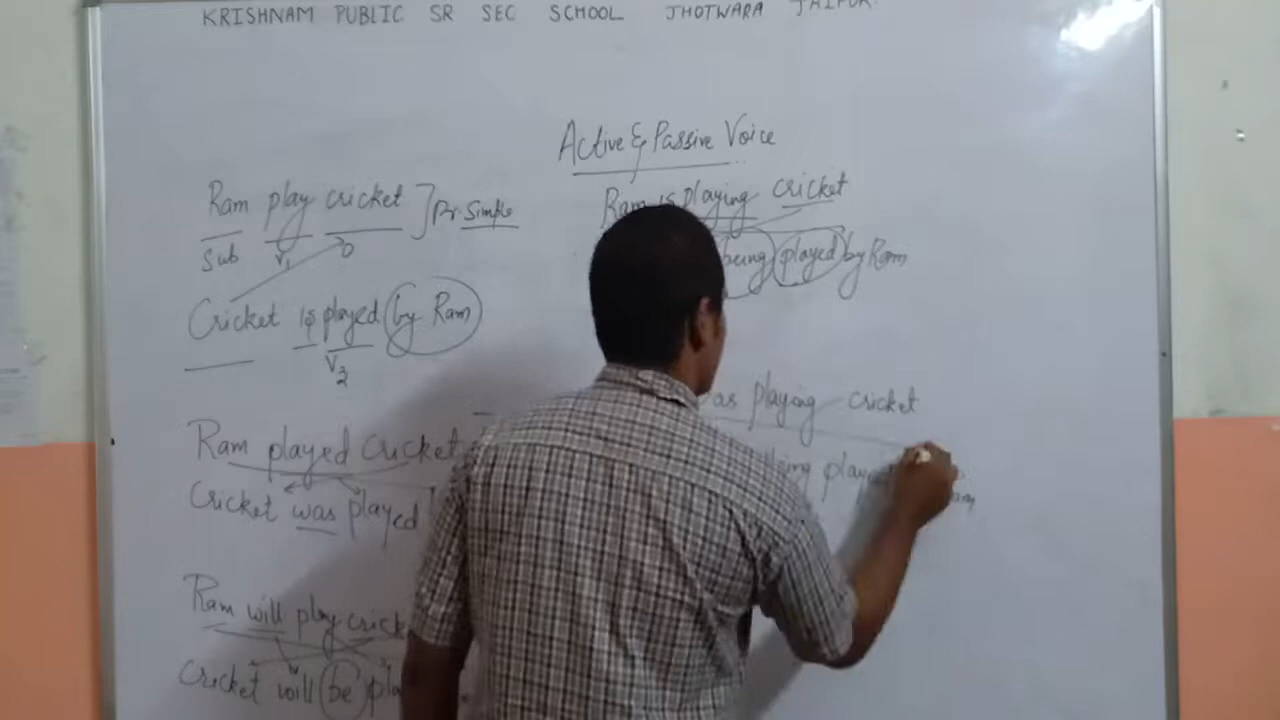 KRISHNAM PUBLIC SR SEC SCHOOL JHOTWARA JAIPUR.
Active & Passive Voice
Ram play cricket ] Pr. Simple
Sub V1 O
Cricket is played by Ram
V3
Ram played cricket
Cricket was played
Ram will play
Cricket will be
Ram is playing cricket
being played by Ram
playing cricket
being